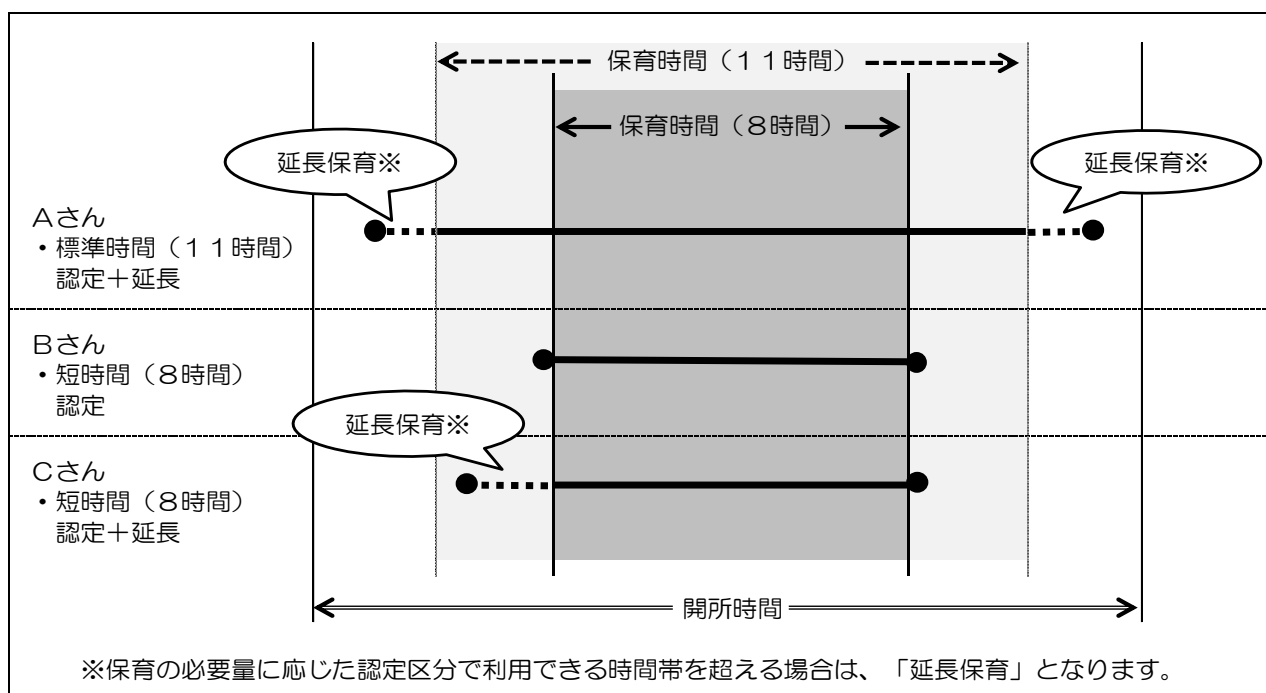 保育時間(11時間)
保育時間(8時間)
延長保育※
延長保育※
Aさん
・標準時間(11時間)
認定+延長
Bさん
・短時間(8時間)
認定
延長保育※
Cさん
・短時間(8時間)
認定+延長
開所時間
※保育の必要量に応じた認定区分で利用できる時間帯を超える場合は、「延長保育」となります。